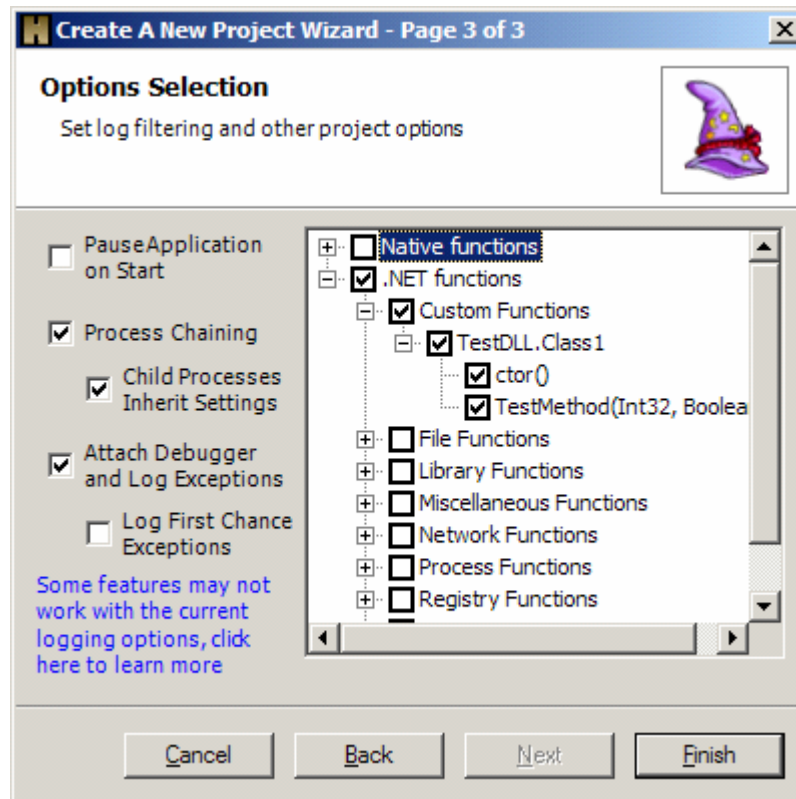 Create A New Project Wizard - Page 3 of 3
Options Selection
Set log filtering and other project options
Pause Application
on Start
Process Chaining
Child Processes
Inherit Settings
Attach Debugger
and Log Exceptions
Log First Chance
Exceptions
Some features may not
work with the current
logging options, click
here to learn more
Native functions
.NET functions
Custom Functions
TestDLL.Class1
ctor()
TestMethod(Int32, Boolea
File Functions
Library Functions
Miscellaneous Functions
Network Functions
Process Functions
Registry Functions
Cancel
Back
Next
Finish